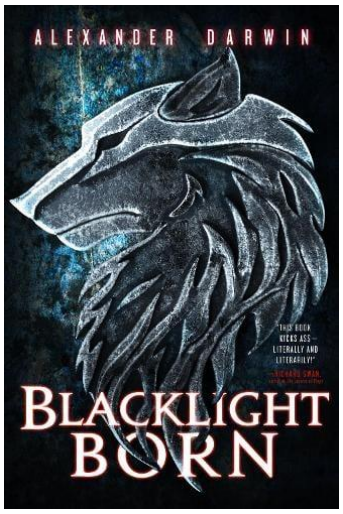 ALEXANDER DARWIN
"THIS BOOK
KICKS ASS—
LITERALLY AND
LITERARILY!"
—RICHARD SWAN,
BLACKLIGHT
BORN